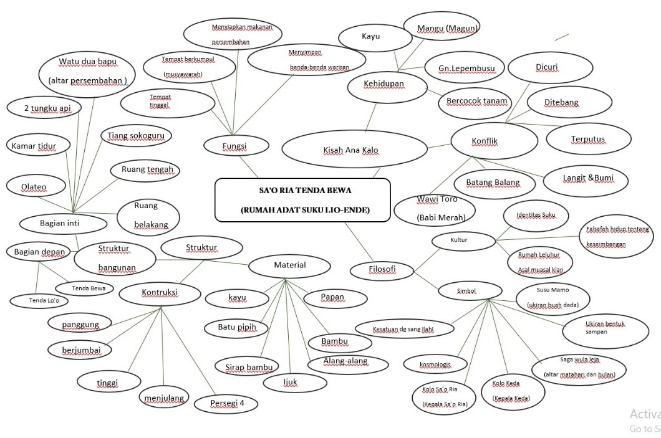 Menyiapkan makanan
persembahan
Mangu (Magun)
Kayu
Watu dua bapu
(altar persembahan )
Tempat berkumpul
(musyawarah)
Menyimpan
benda-benda warisan
Gn.Lepembusu
Dicuri
Kehidupan
Tempat
tinggal
2 tungku api
Bercocok tanam
Ditebang
Tiang sokoguru
Kamar tidur
Fungsi
Kisah Ana Kalo
Konflik
Terputus
Ruang tengah
Olateo
SA'O RIA TENDA BEWA
(RUMAH ADAT SUKU LIO-ENDE)
Batang Balang
Langit &Bumi
Ruang
belakang
Wawi Toro
(Babi Merah)
Bagian inti
Identitas Suku
Falsafah hidup tentang
keseimbangan
Kultur
Bagian depan
Struktur
bangunan
Struktur
Rumah Leluhur
Asal muasal klan
Material
Filosofi
Tenda Bewa
Tenda Lo'o
Kontruksi
Simbol
Susu Mamo
(ukiran buah dada)
kayu
Papan
panggung
Batu pipih
Kesatuan dg sang Ilahi
Ukiran bentuk
sampan
Bambu
berjumbai
Sirap bambu
Alang-alang
kosmologis
Saga wula leja
(altar matahari dan bulan)
tinggi
Ijuk
Kolo Sa'o Ria
(Kepala Sa'o Ria)
Kolo Keda
(Kepala Keda)
menjulang
Persegi 4
Activa
Go to Se